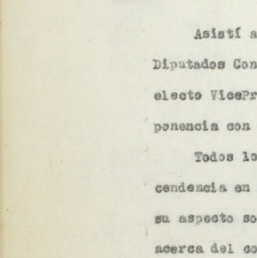 Asistí a
Diputados Con
electo VicePr
ponencia con
Todos lo
cendencia en
su aspecto so
acerca del co